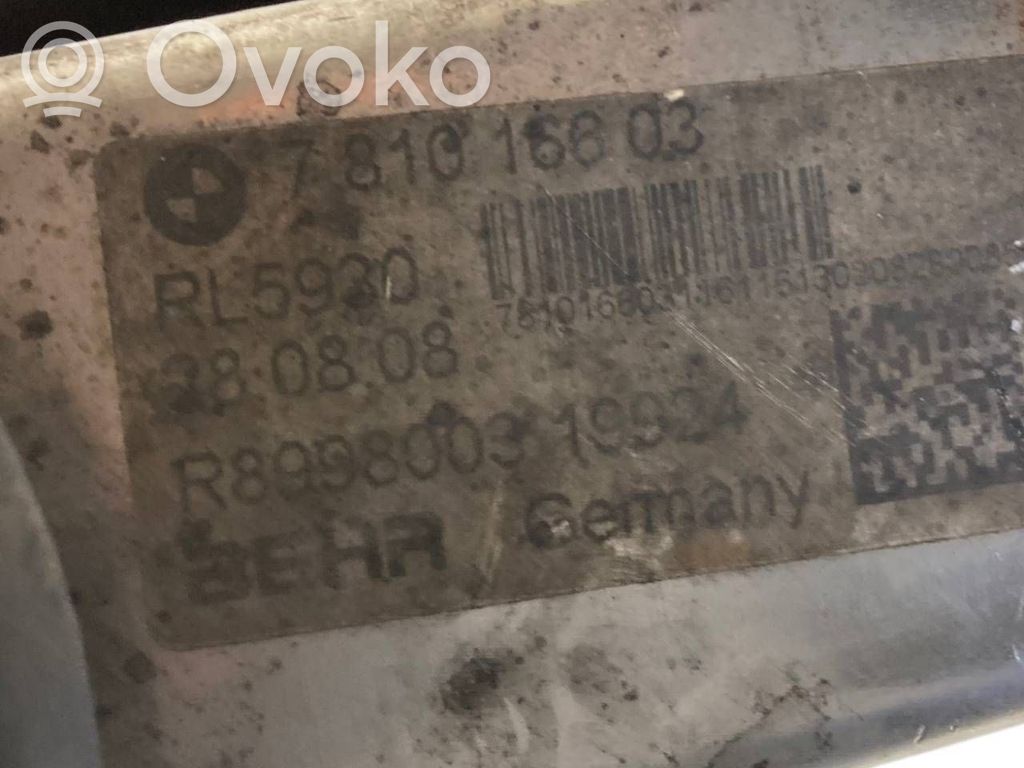 Ovoko
7 810 166 03
RL5930
28.08.08
R8998003 19924
BEHR Germany